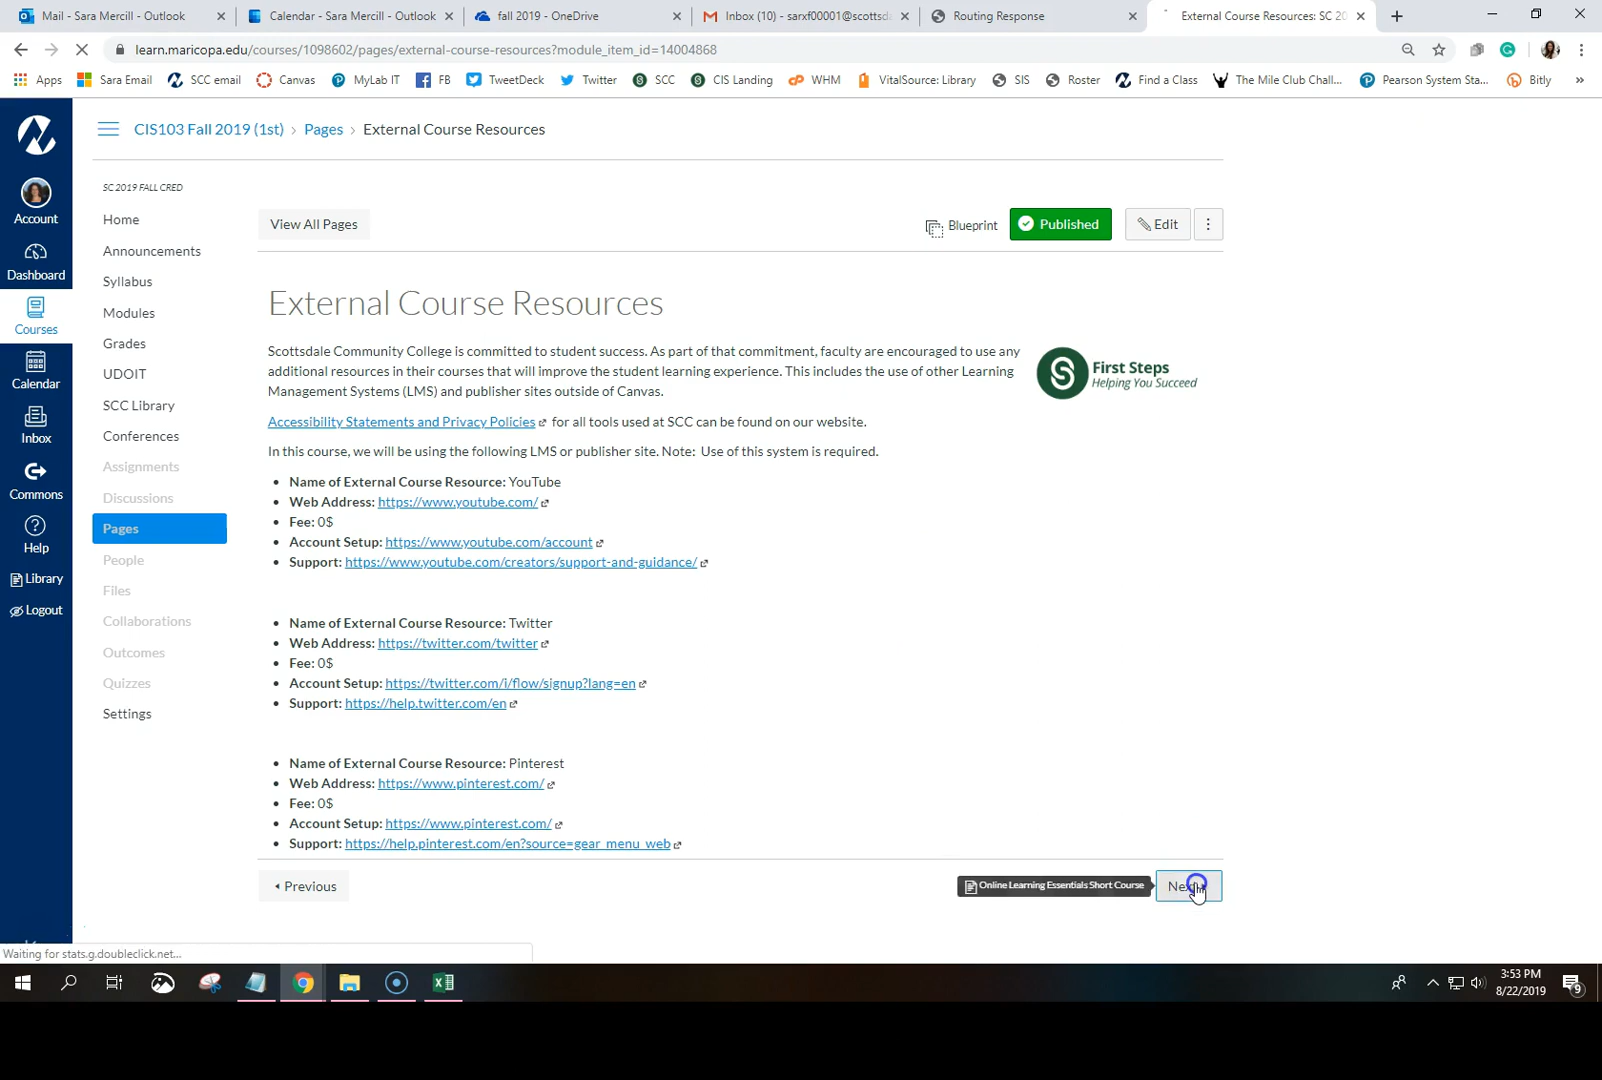 Mail - Sara Mercill - Outlook
Calendar - Sara Mercill - Outlook
fall 2019 - OneDrive
Inbox (10) - sarxf00001@scottsd
Routing Response
External Course Resources: SC 20
learn.maricopa.edu/courses/1098602/pages/external-course-resources?module_item_id=14004868
Apps
Sara Email
SCC email
Canvas
MyLab IT
FB
TweetDeck
Twitter
SCC
CIS Landing
WHM
VitalSource: Library
SIS
Roster
Find a Class
The Mile Club Chall...
Pearson System Sta...
Bitly
»
CIS103 Fall 2019 (1st) › Pages › External Course Resources
SC 2019 FALL CRED
Account
Dashboard
Courses
Calendar
Inbox
Commons
Help
Library
Logout
Home
Announcements
Syllabus
Modules
Grades
UDOIT
SCC Library
Conferences
Assignments
Discussions
Pages
People
Files
Collaborations
Outcomes
Quizzes
Settings
View All Pages
Blueprint
Published
Edit
External Course Resources
Scottsdale Community College is committed to student success. As part of that commitment, faculty are encouraged to use any
additional resources in their courses that will improve the student learning experience. This includes the use of other Learning
Management Systems (LMS) and publisher sites outside of Canvas.
S First Steps
Helping You Succeed
Accessibility Statements and Privacy Policies for all tools used at SCC can be found on our website.
In this course, we will be using the following LMS or publisher site. Note: Use of this system is required.
• Name of External Course Resource: YouTube
• Web Address: https://www.youtube.com/
• Fee: 0$
• Account Setup: https://www.youtube.com/account
• Support: https://www.youtube.com/creators/support-and-guidance/
• Name of External Course Resource: Twitter
• Web Address: https://twitter.com/twitter
• Fee: 0$
• Account Setup: https://twitter.com/i/flow/signup?lang=en
• Support: https://help.twitter.com/en
• Name of External Course Resource: Pinterest
• Web Address: https://www.pinterest.com/
• Fee: 0$
• Account Setup: https://www.pinterest.com/
• Support: https://help.pinterest.com/en?source=gear_menu_web
Previous
Online Learning Essentials Short Course
Waiting for stats.g.doubleclick.net...
3:53 PM
8/22/2019
9